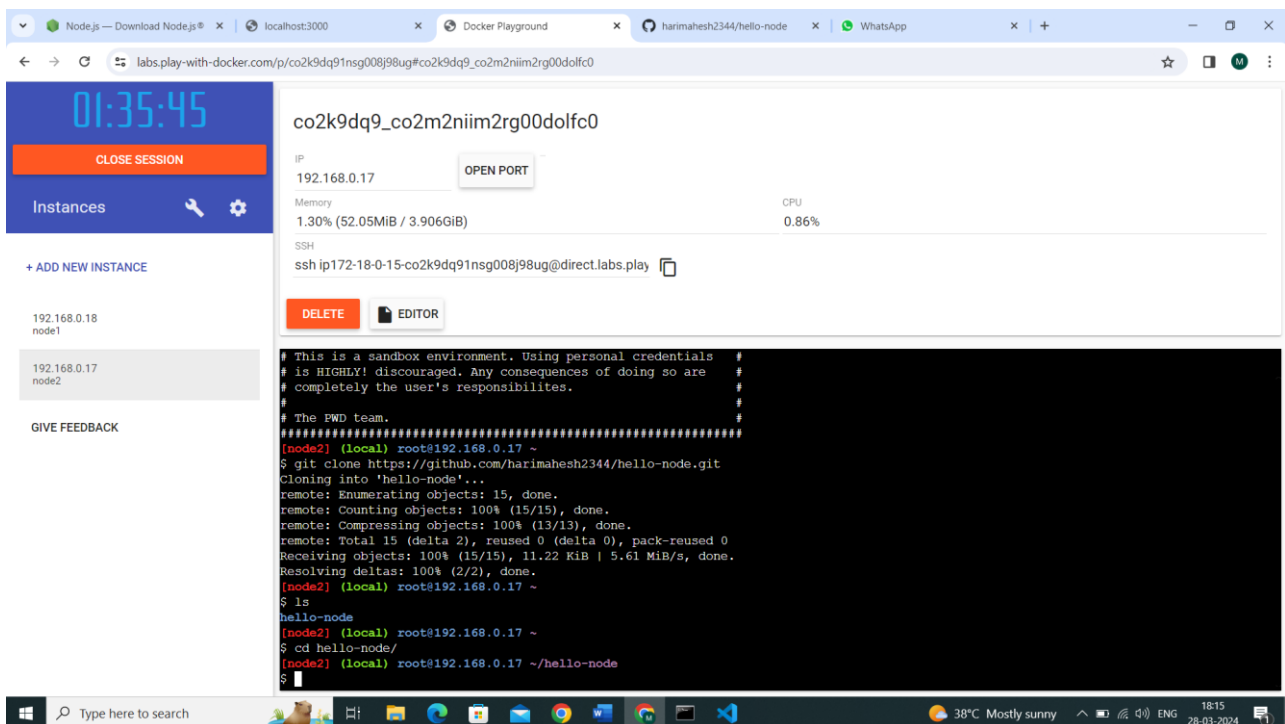 Node.js — Download Node.js®
localhost:3000
Docker Playground
harimahesh2344/hello-node
WhatsApp
labs.play-with-docker.com/p/co2k9dq91nsg008j98ug#co2k9dq9_co2m2niim2rg00dolfc0
M
01:35:45
CLOSE SESSION
Instances
+ ADD NEW INSTANCE
192.168.0.18
node1
192.168.0.17
node2
GIVE FEEDBACK
co2k9dq9_co2m2niim2rg00dolfc0
IP
192.168.0.17
OPEN PORT
Memory
1.30% (52.05MiB / 3.906GiB)
CPU
0.86%
SSH
ssh ip172-18-0-15-co2k9dq91nsg008j98ug@direct.labs.play
DELETE
EDITOR
# This is a sandbox environment. Using personal credentials #
# is HIGHLY! discouraged. Any consequences of doing so are #
# completely the user's responsibilites. #
# #
# The PWD team. #
###############################################################
[node2] (local) root@192.168.0.17 ~
$ git clone https://github.com/harimahesh2344/hello-node.git
Cloning into 'hello-node'...
remote: Enumerating objects: 15, done.
remote: Counting objects: 100% (15/15), done.
remote: Compressing objects: 100% (13/13), done.
remote: Total 15 (delta 2), reused 0 (delta 0), pack-reused 0
Receiving objects: 100% (15/15), 11.22 KiB | 5.61 MiB/s, done.
Resolving deltas: 100% (2/2), done.
[node2] (local) root@192.168.0.17 ~
$ ls
hello-node
[node2] (local) root@192.168.0.17 ~
$ cd hello-node/
[node2] (local) root@192.168.0.17 ~/hello-node
$
Type here to search
38°C Mostly sunny
ENG
18:15
28-03-2024